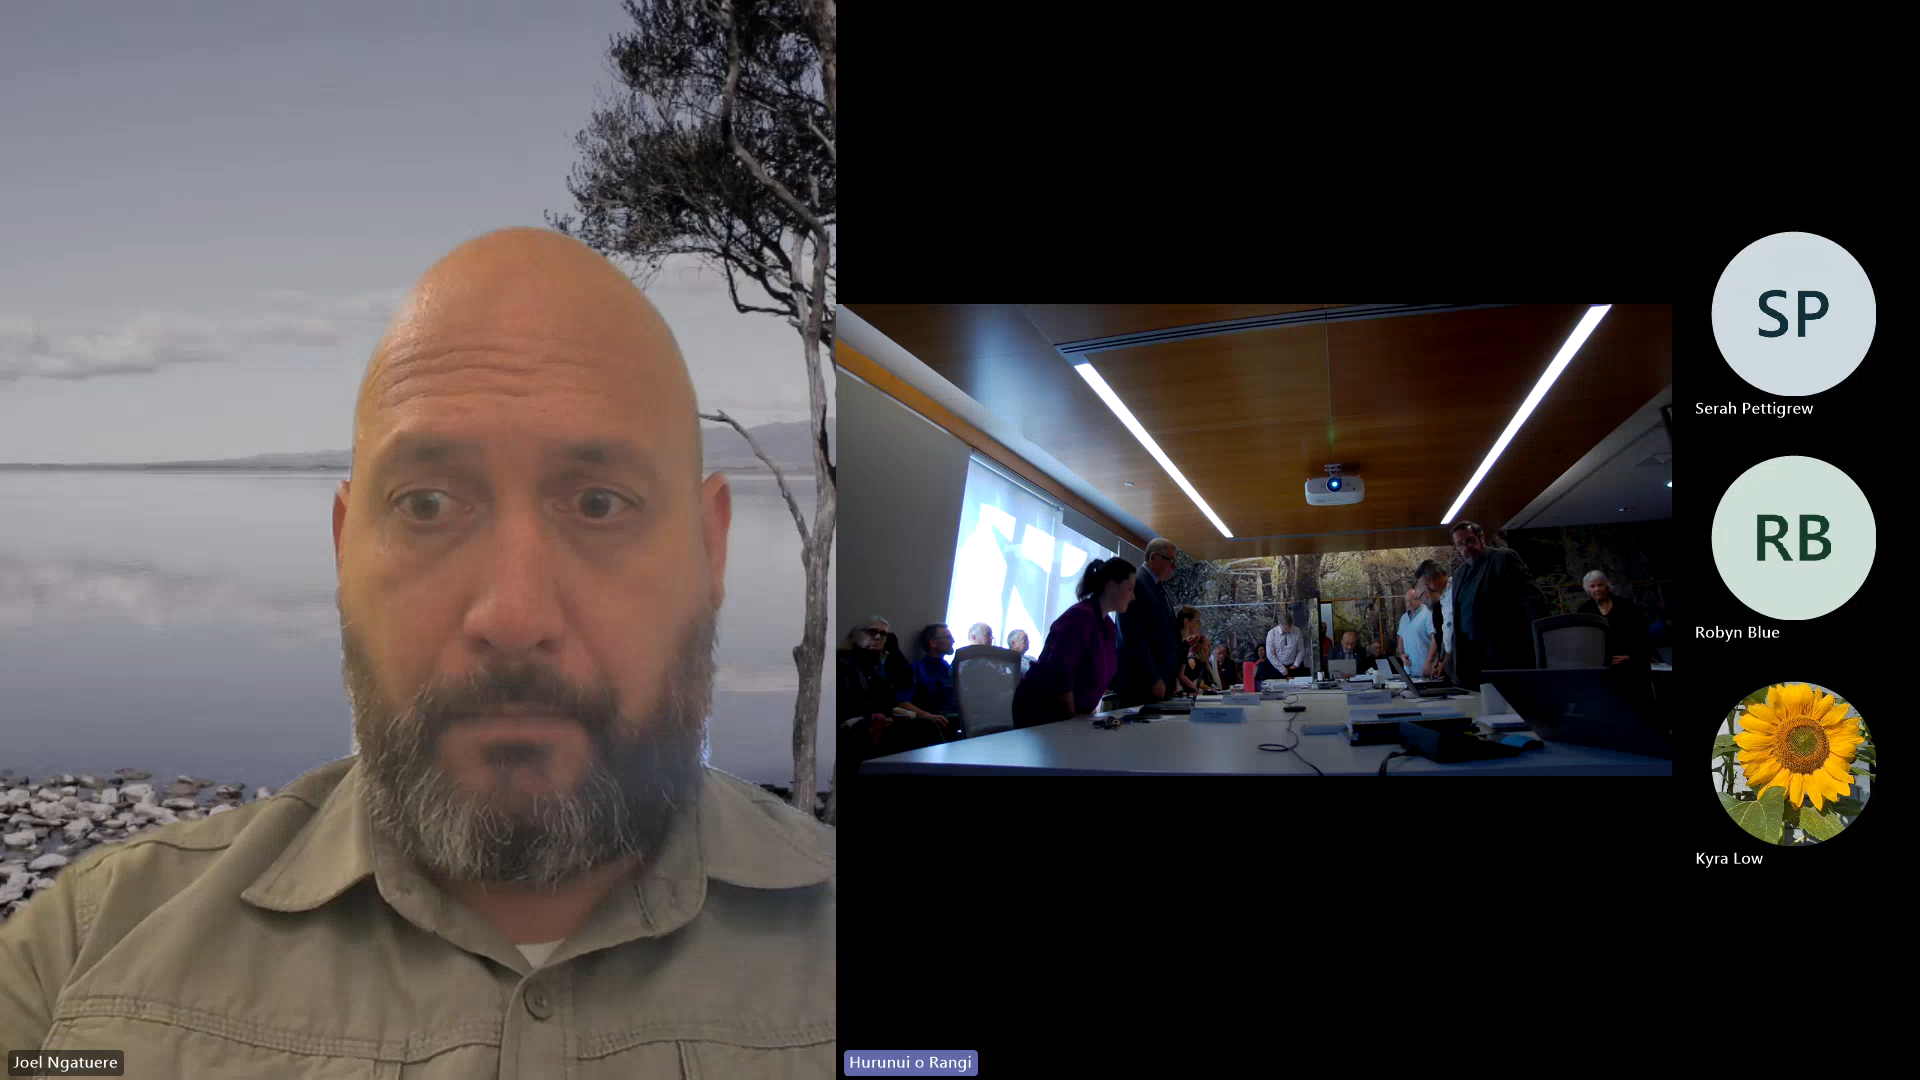 SP
Serah Pettigrew
RB
Robyn Blue
Kyra Low
Joel Ngatuere
Hurunui o Rangi